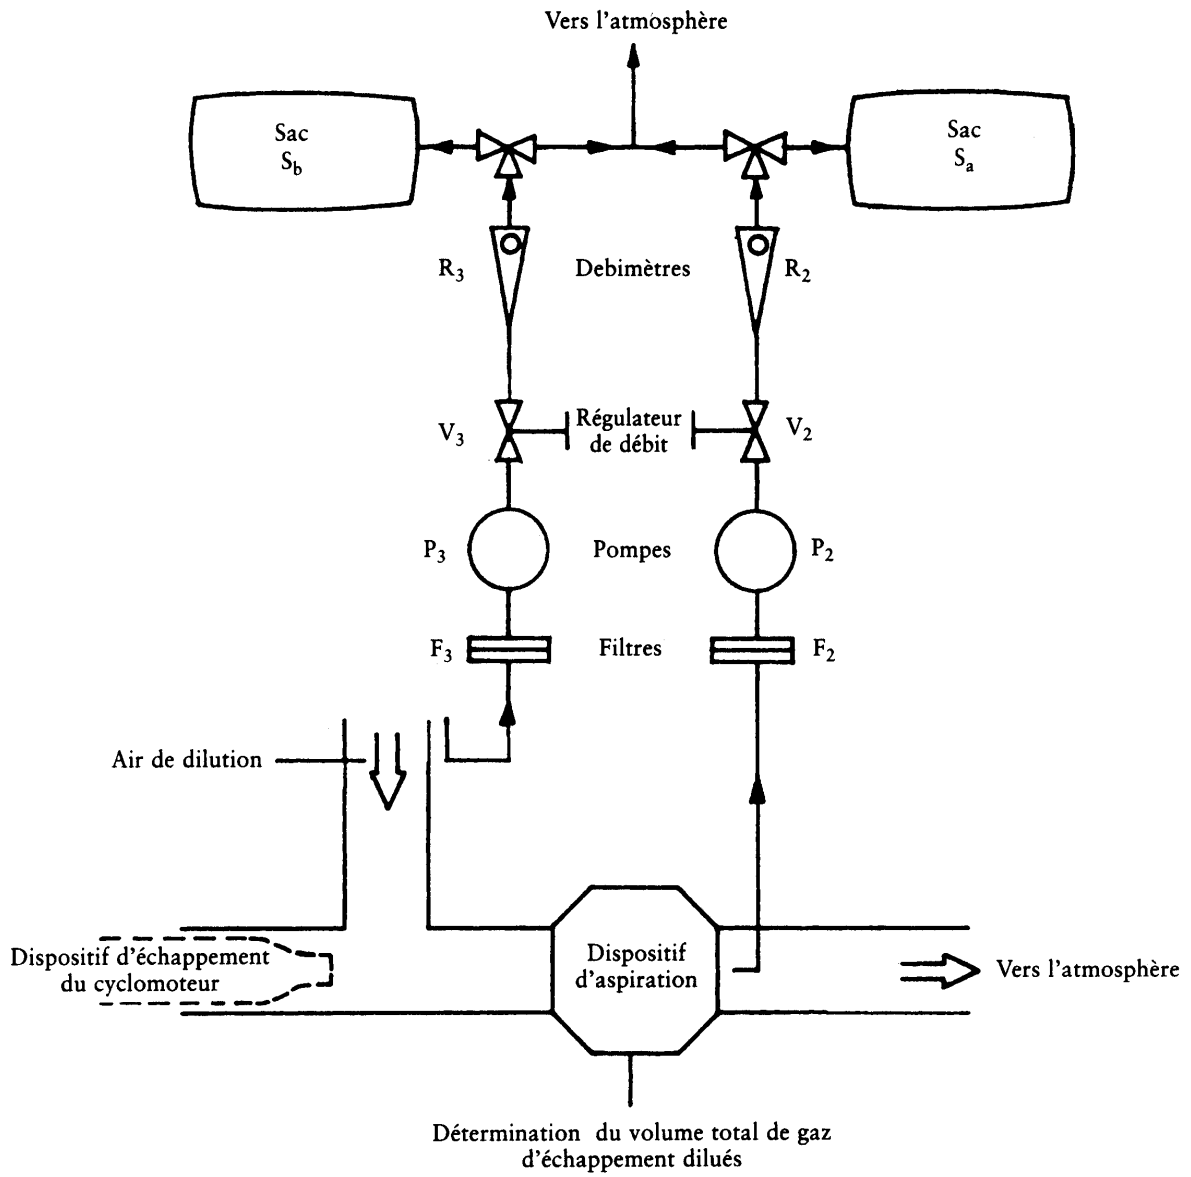 Vers l'atmosphère
Sac
S_b
Sac
S_a
R_3
Debimètres
R_2
V_3
Régulateur
de débit
V_2
P_3
Pompes
P_2
F_3
Filtres
F_2
Air de dilution
Dispositif d'échappement
du cyclomoteur
Dispositif
d'aspiration
Vers l'atmosphère
Détermination du volume total de gaz
d'échappement dilués